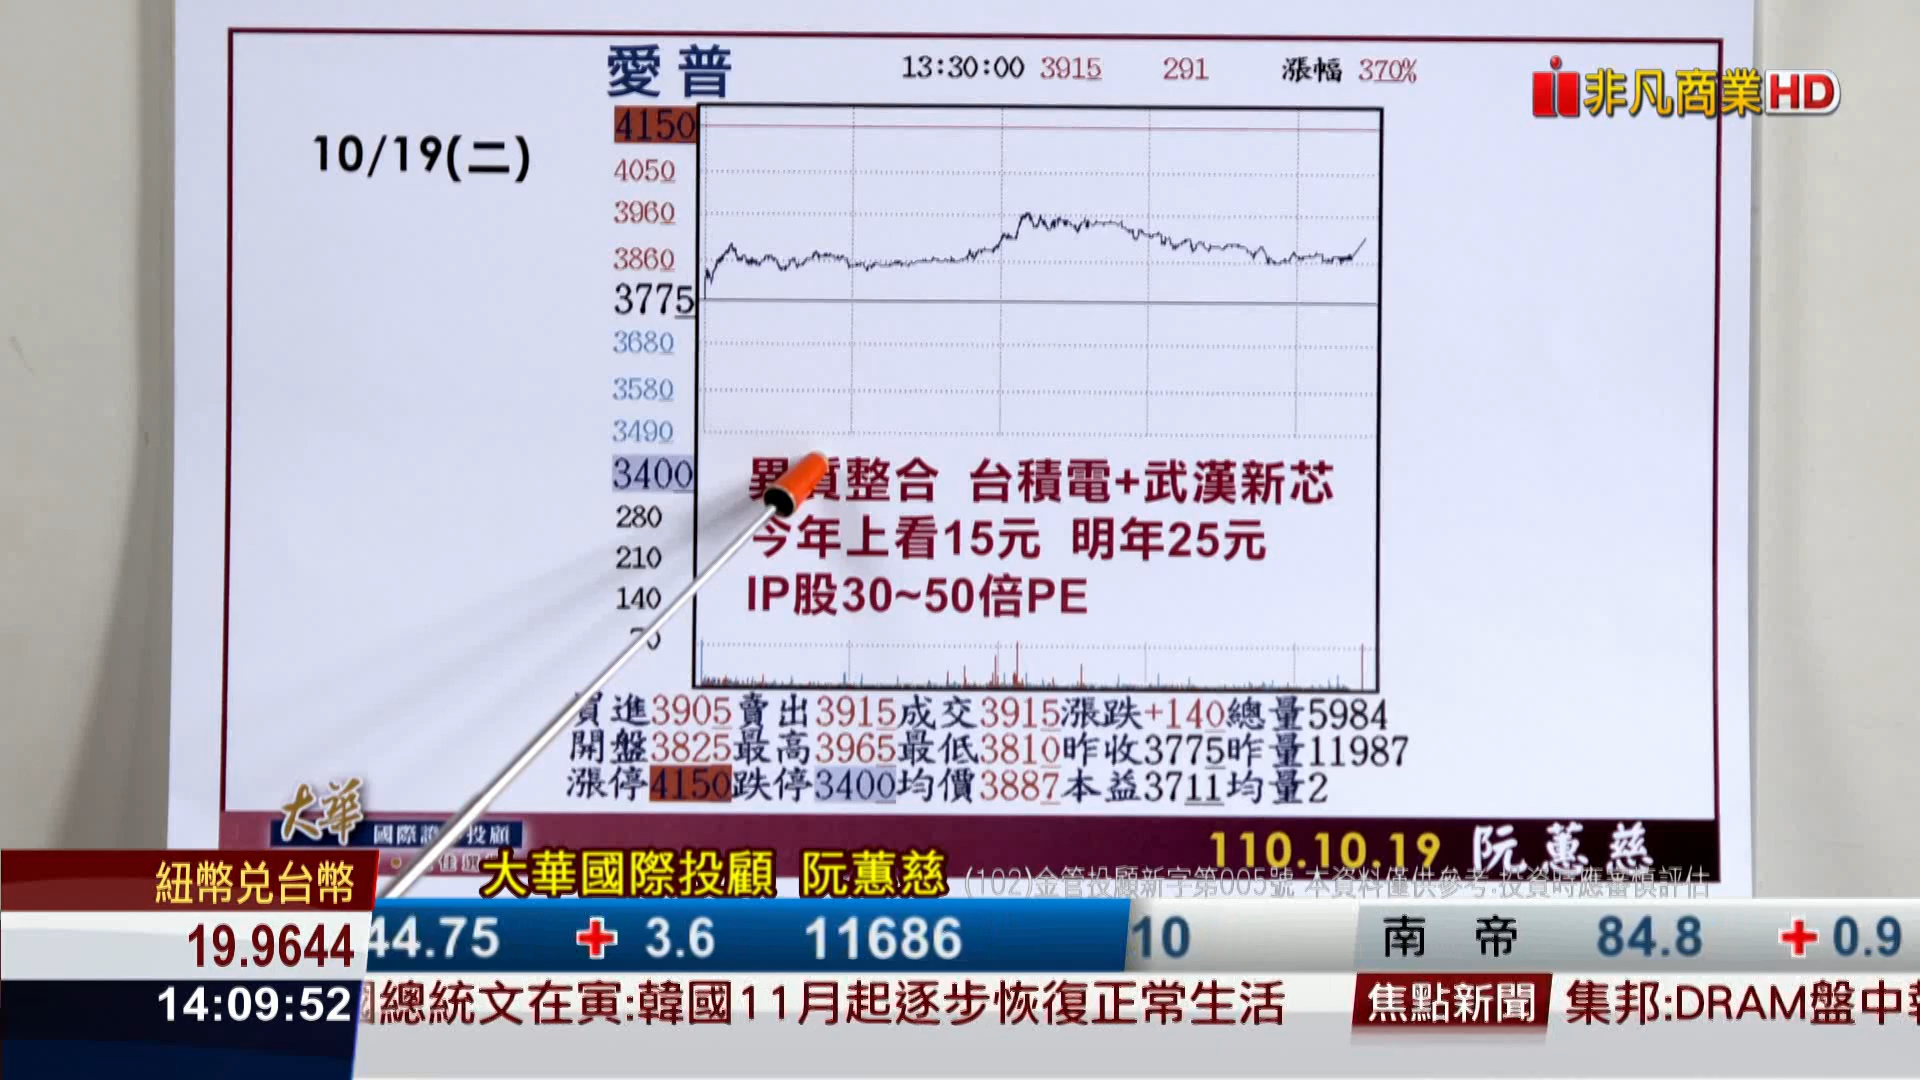 愛普 13:30:00 3915 291 漲幅 370%
非凡商業HD
10/19(二)
4150
4050
3960
3860
3775
3680
3580
3490
3400
280
210
140
70
異質整合 台積電+武漢新芯
今年上看15元 明年25元
IP股30~50倍PE
買進3905賣出3915成交3915漲跌+140總量5984
開盤3825最高3965最低3810昨收3775昨量11987
漲停4150跌停3400均價3887本益3711均量2
大華 國際證 投顧
110.10.19 阮蕙慈
大華國際投顧 阮蕙慈 (102)金管投顧新字第005號 本資料僅供參考.投資時應審慎評估
紐幣兌台幣
19.9644
44.75 + 3.6 11686 10 南帝 84.8 + 0.9
14:09:52
國總統文在寅:韓國11月起逐步恢復正常生活 焦點新聞 集邦:DRAM盤中報